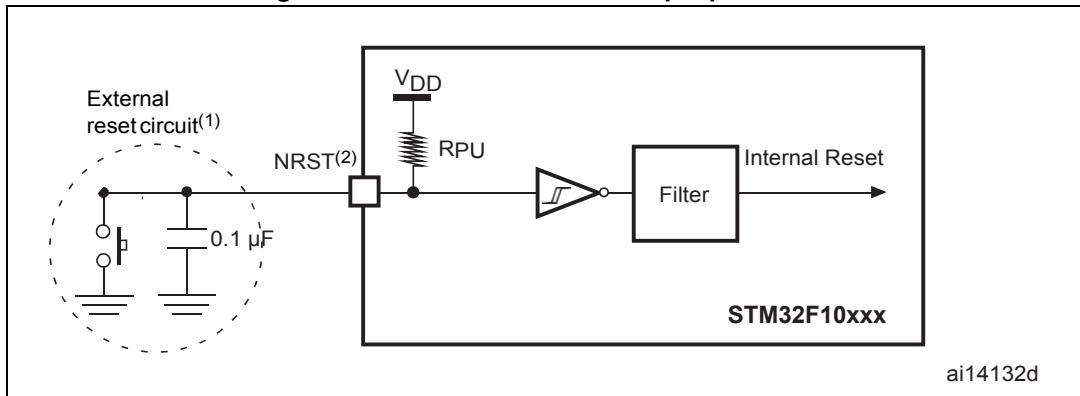 VDD
External
reset circuit(1)
NRST(2)
RPU
Internal Reset
Filter
0.1 µF
STM32F10xxx
ai14132d